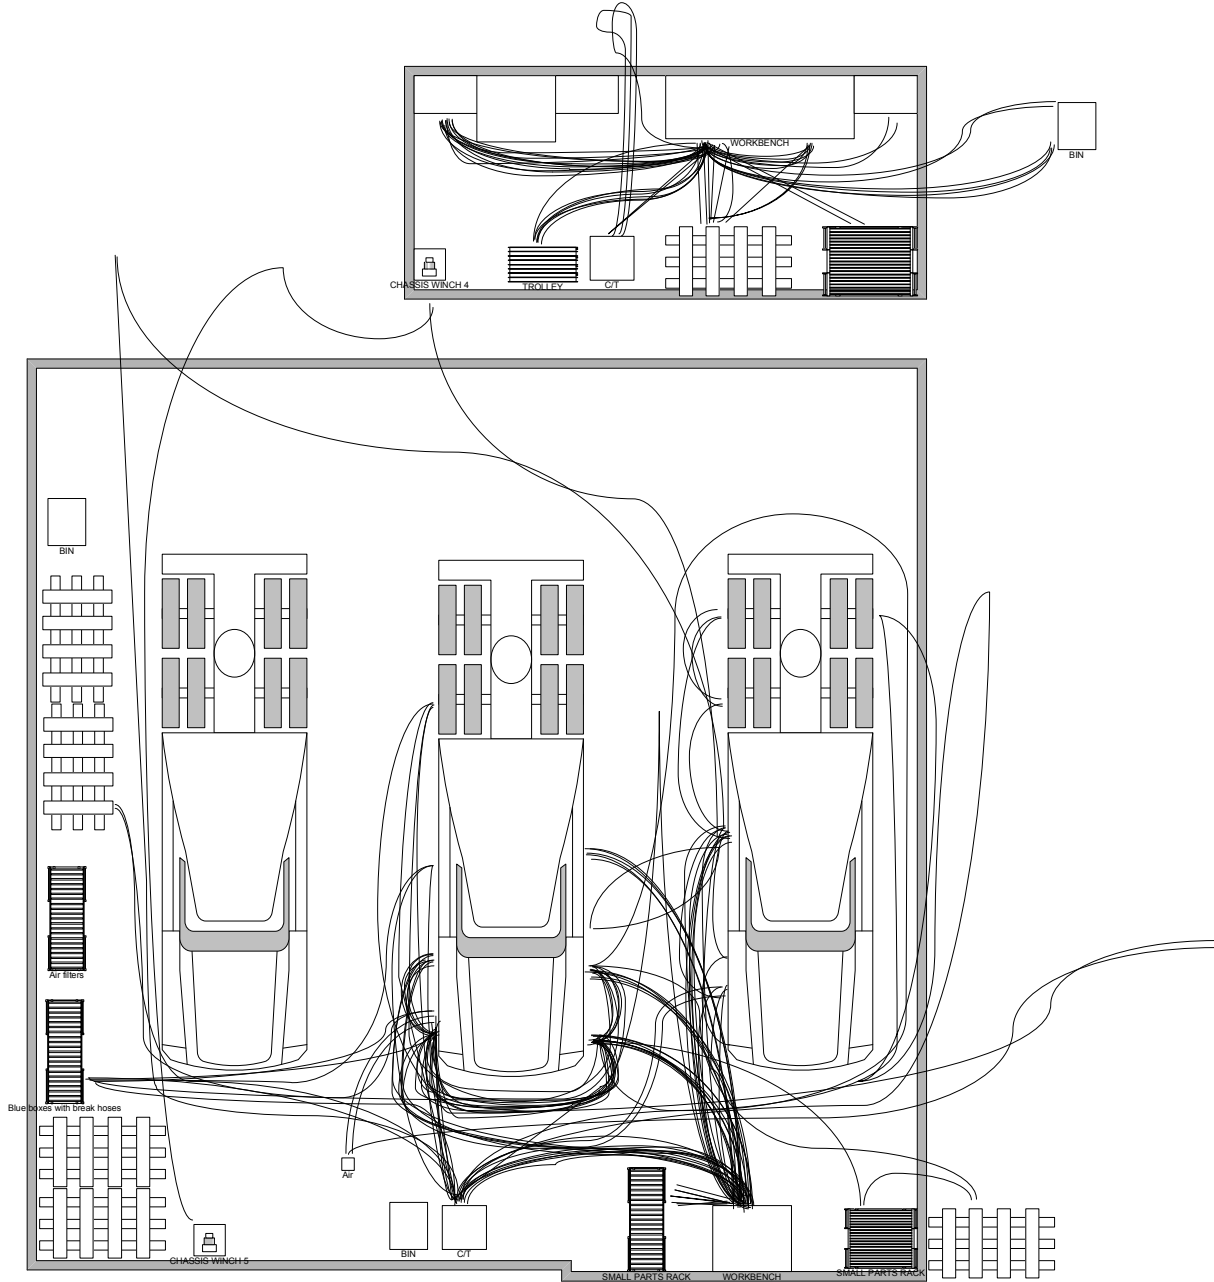 WORKBENCH
BIN
CHASSIS WINCH 4
TROLLEY
C/T
BIN
Air filters
Blue boxes with break hoses
Air
CHASSIS WINCH 5
BIN
C/T
SMALL PARTS RACK
WORKBENCH
SMALL PARTS RACK